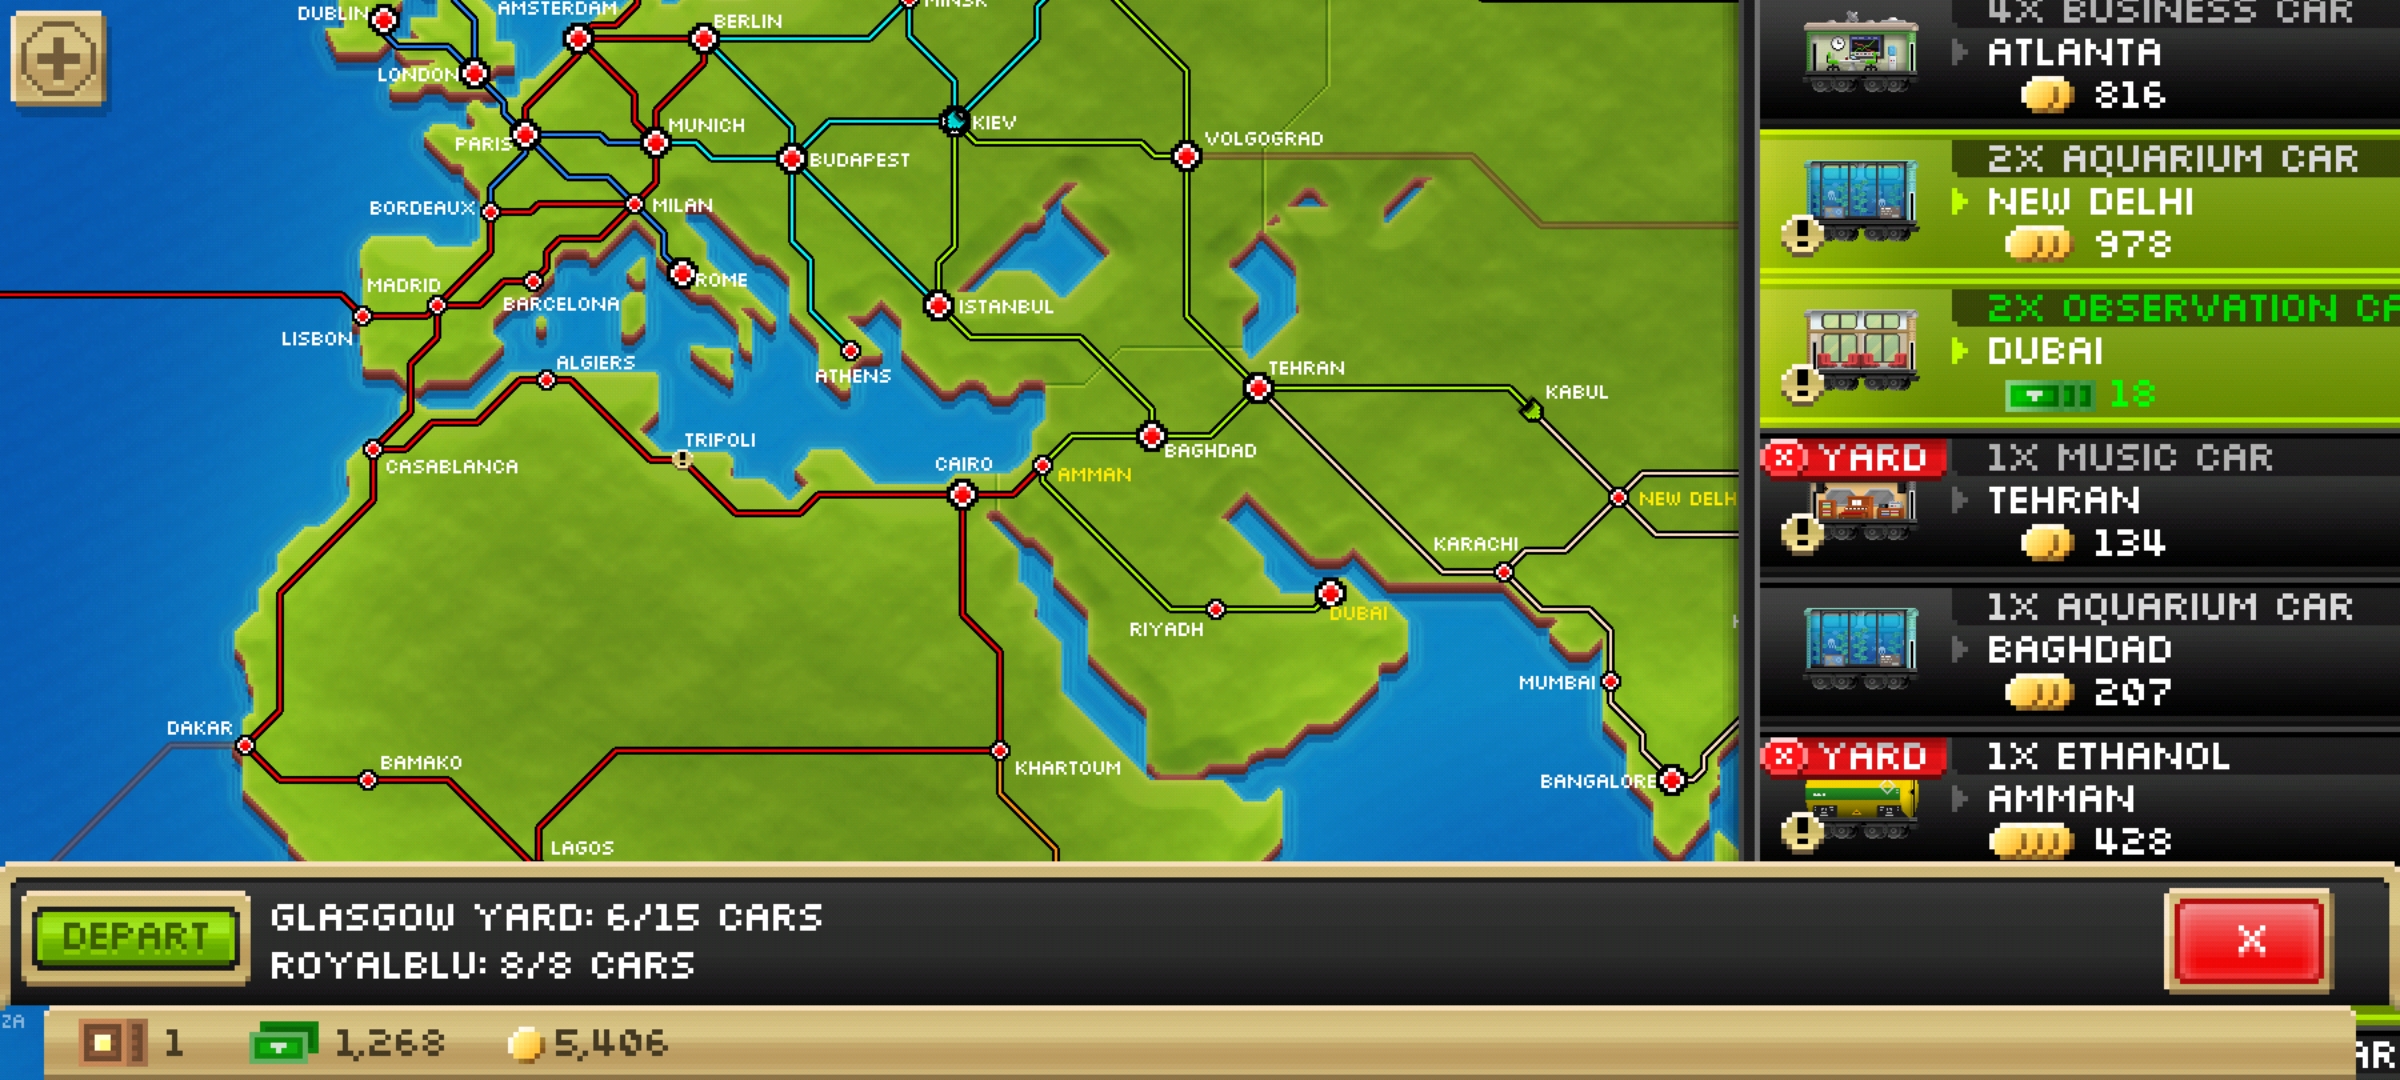 DUBLIN
AMSTERDAM
BERLIN
MINSK
LONDON
PARIS
MUNICH
BUDAPEST
KIEV
VOLGOGRAD
BORDEAUX
MILAN
MADRID
BARCELONA
ROME
ISTANBUL
LISBON
ALGIERS
ATHENS
TEHRAN
KABUL
TRIPOLI
CASABLANCA
CAIRO
AMMAN
BAGHDAD
NEW DELH
KARACHI
RIYADH
DUBAI
MUMBAI
DAKAR
BAMAKO
KHARTOUM
BANGALORE
LAGOS
4X BUSINESS CAR
ATLANTA
816
2X AQUARIUM CAR
NEW DELHI
978
2X OBSERVATION CA
DUBAI
18
YARD
1X MUSIC CAR
TEHRAN
134
1X AQUARIUM CAR
BAGHDAD
207
YARD
1X ETHANOL
AMMAN
428
DEPART
GLASGOW YARD: 6/15 CARS
ROYALBLU: 8/8 CARS
X
ZA
1
1,268
5,406
AR